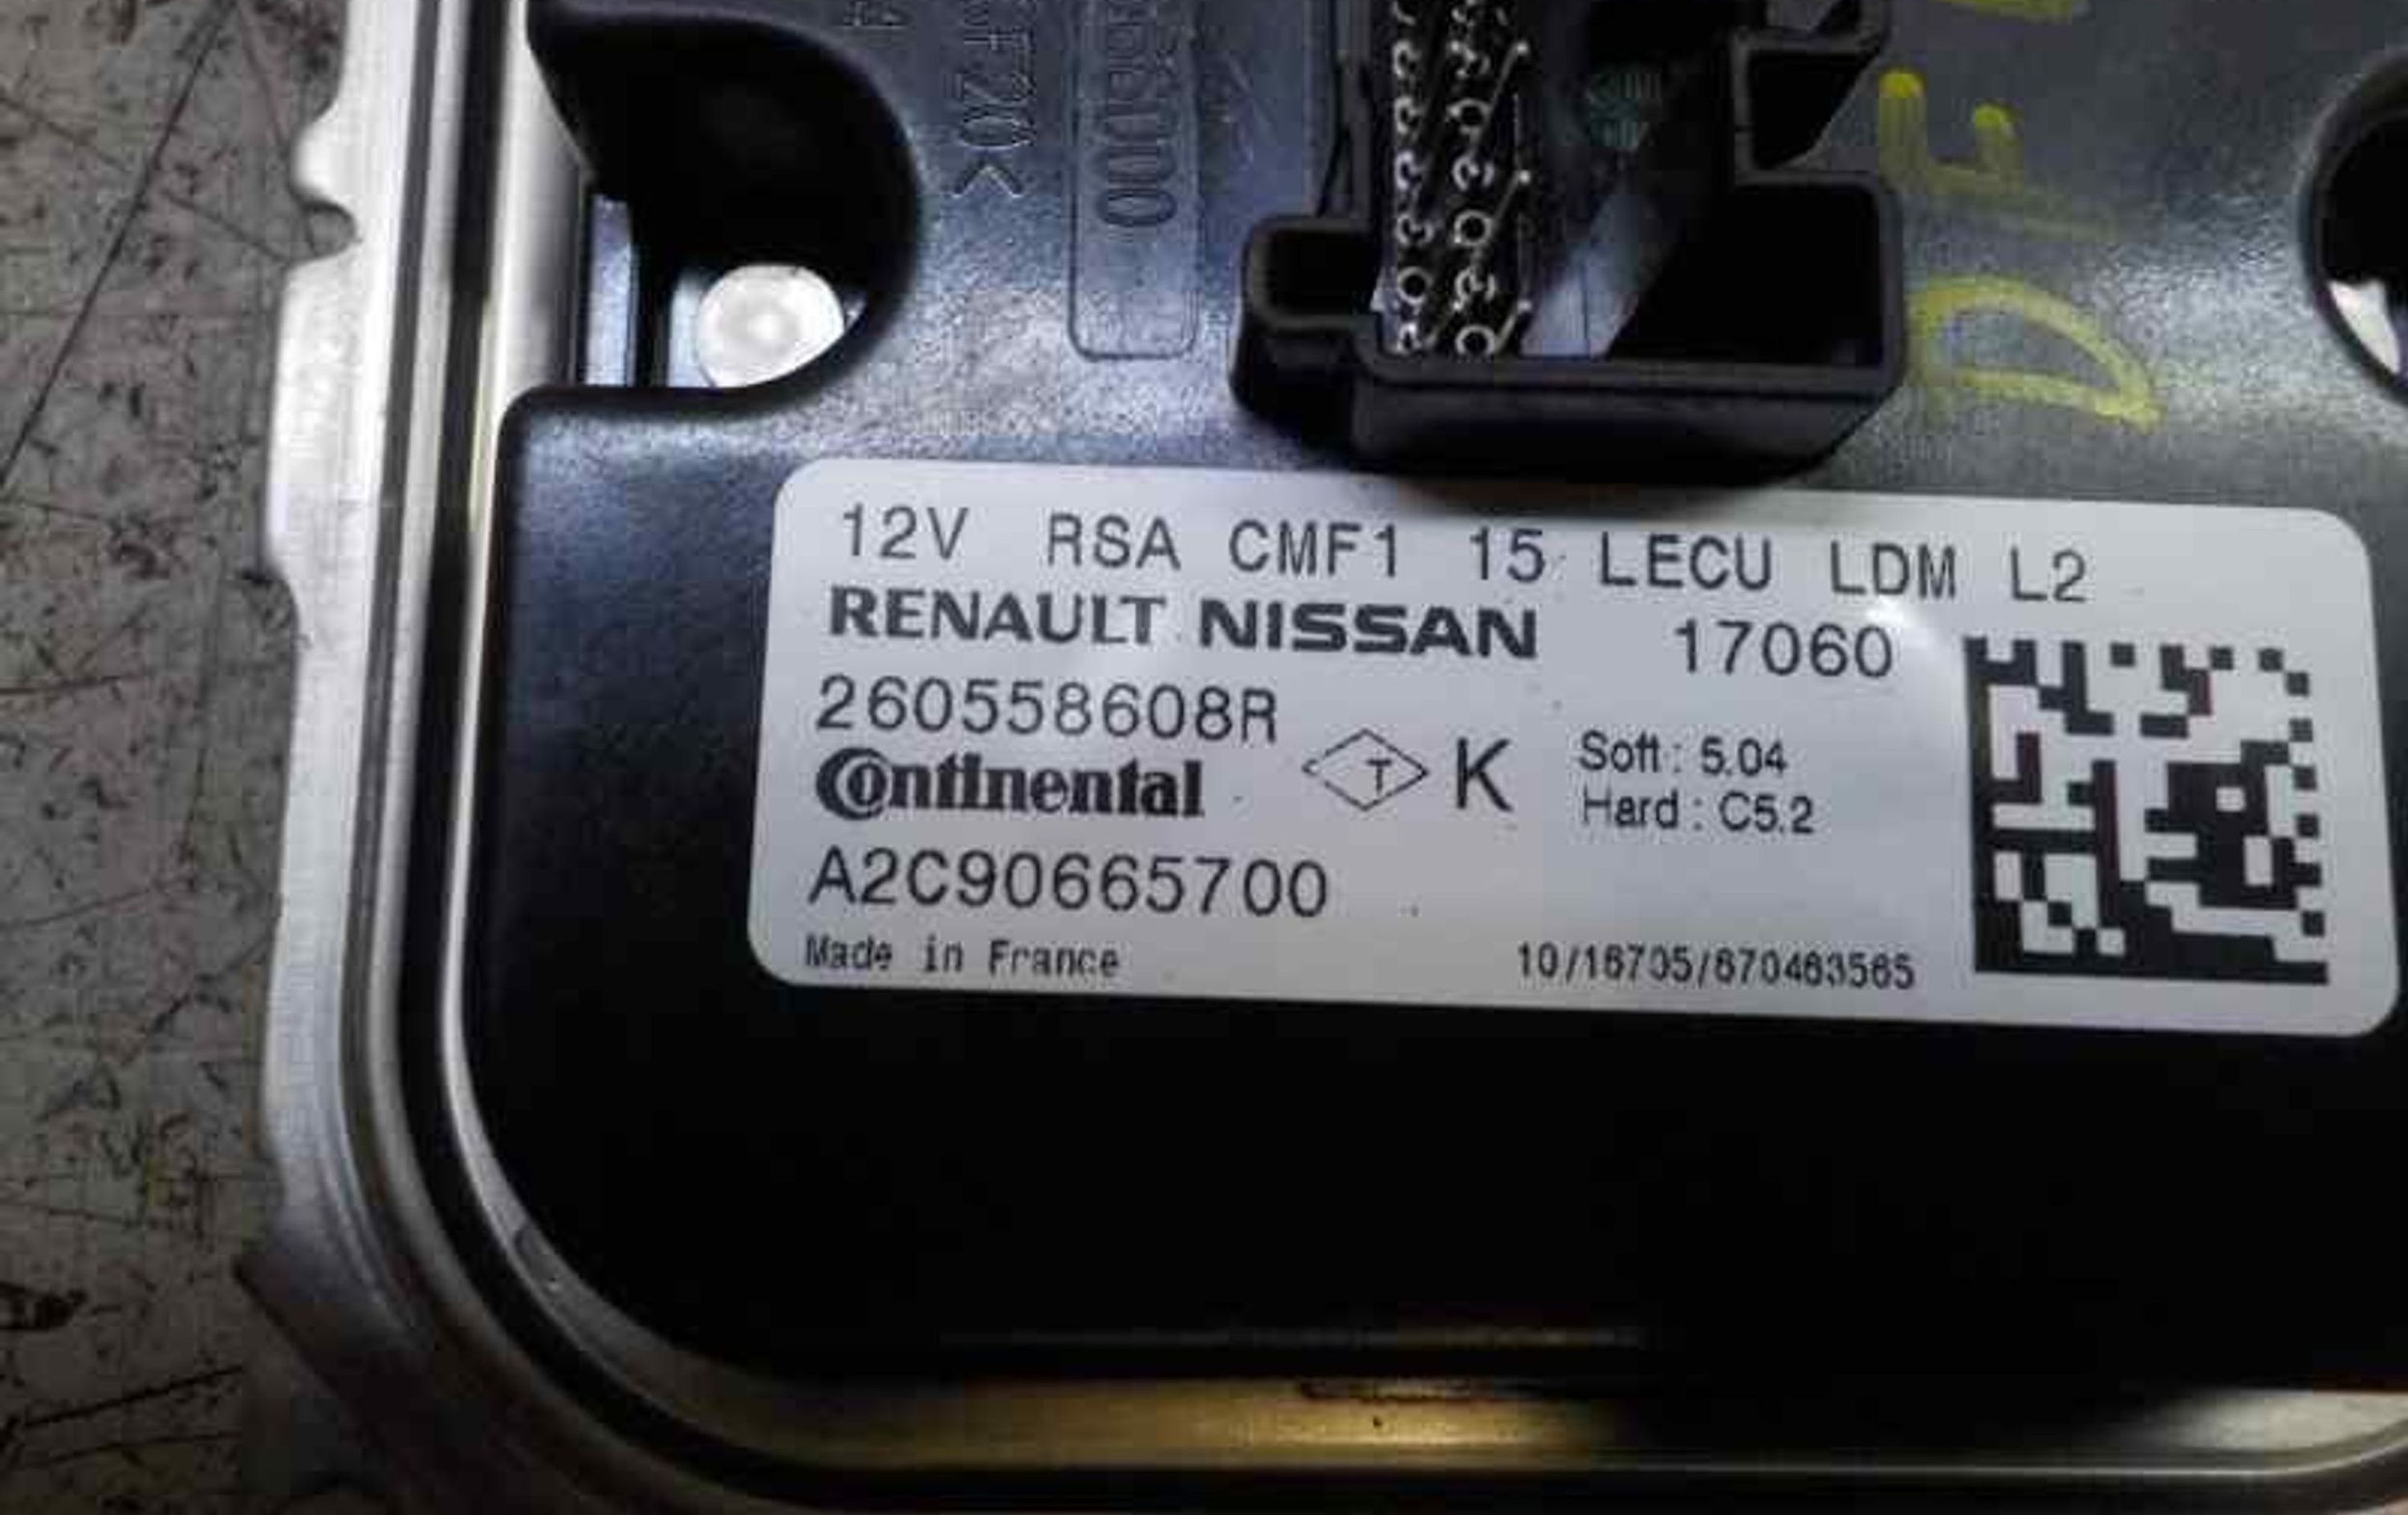 12V RSA CMF1 15 LECU LDM L2
RENAULT NISSAN 17060
260558608R
Continental T K
Soft : 5.04
Hard : C5.2
A2C90665700
Made in France 10/16705/670463565